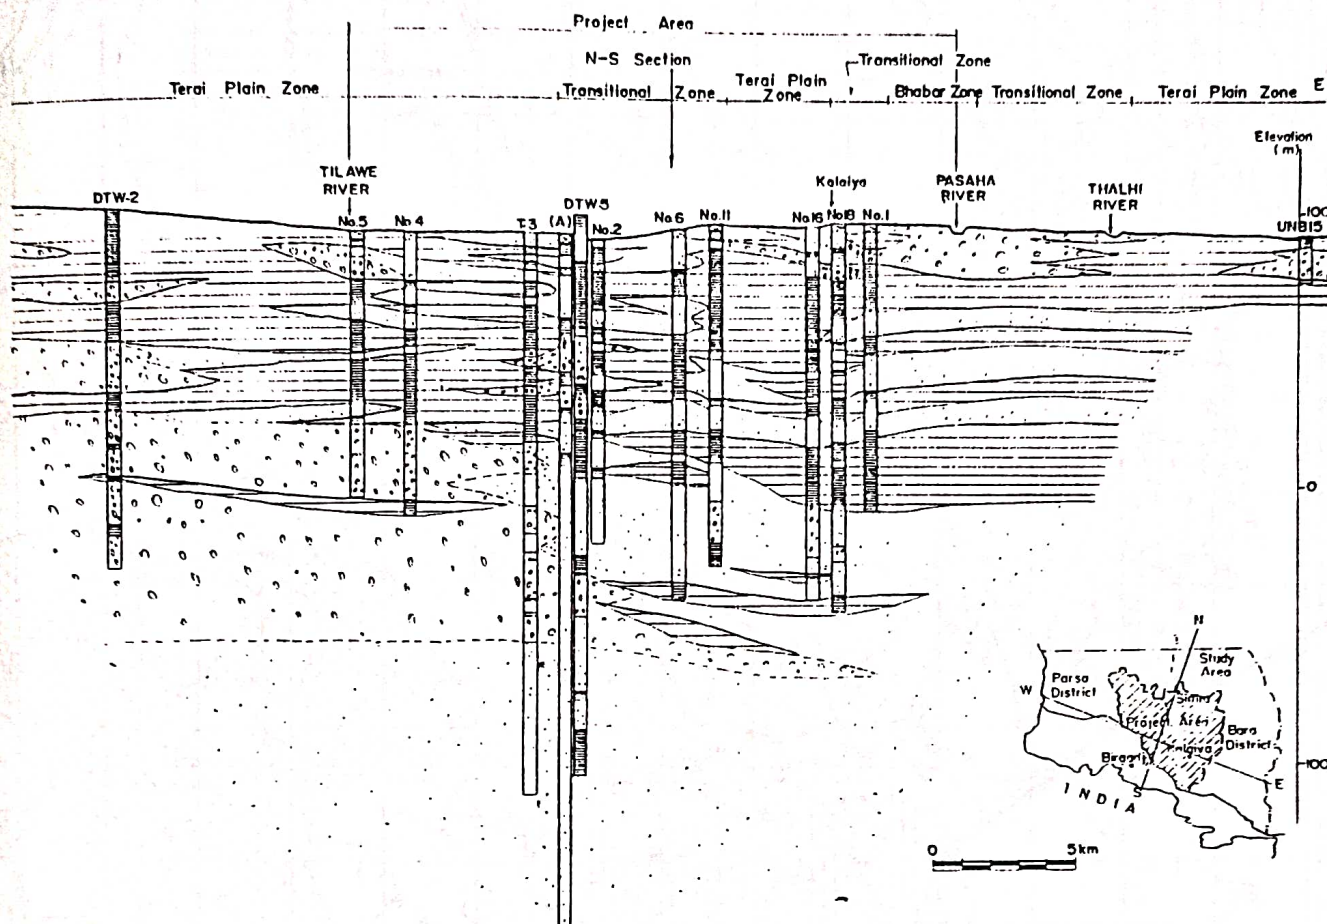 Project Area
N-S Section
Transitional Zone
Terai Plain Zone
Transitional Zone
Terai Plain Zone
Bhabar Zone
Transitional Zone
Terai Plain Zone
E
Elevation
(m)
TILAWE
RIVER
Kalaiya
PASAHA
RIVER
THALHI
RIVER
DTW-2
No.5
No.4
T-3
(A)
DTW5
No.2
No.6
No.11
No.16
No.18
No.1
UNB15
100
0
100
N
Study
Area
W
Parsa
District
Simra
Project Area
Bara
District
Kalaiya
Birganj
E
S
INDIA
0
5km